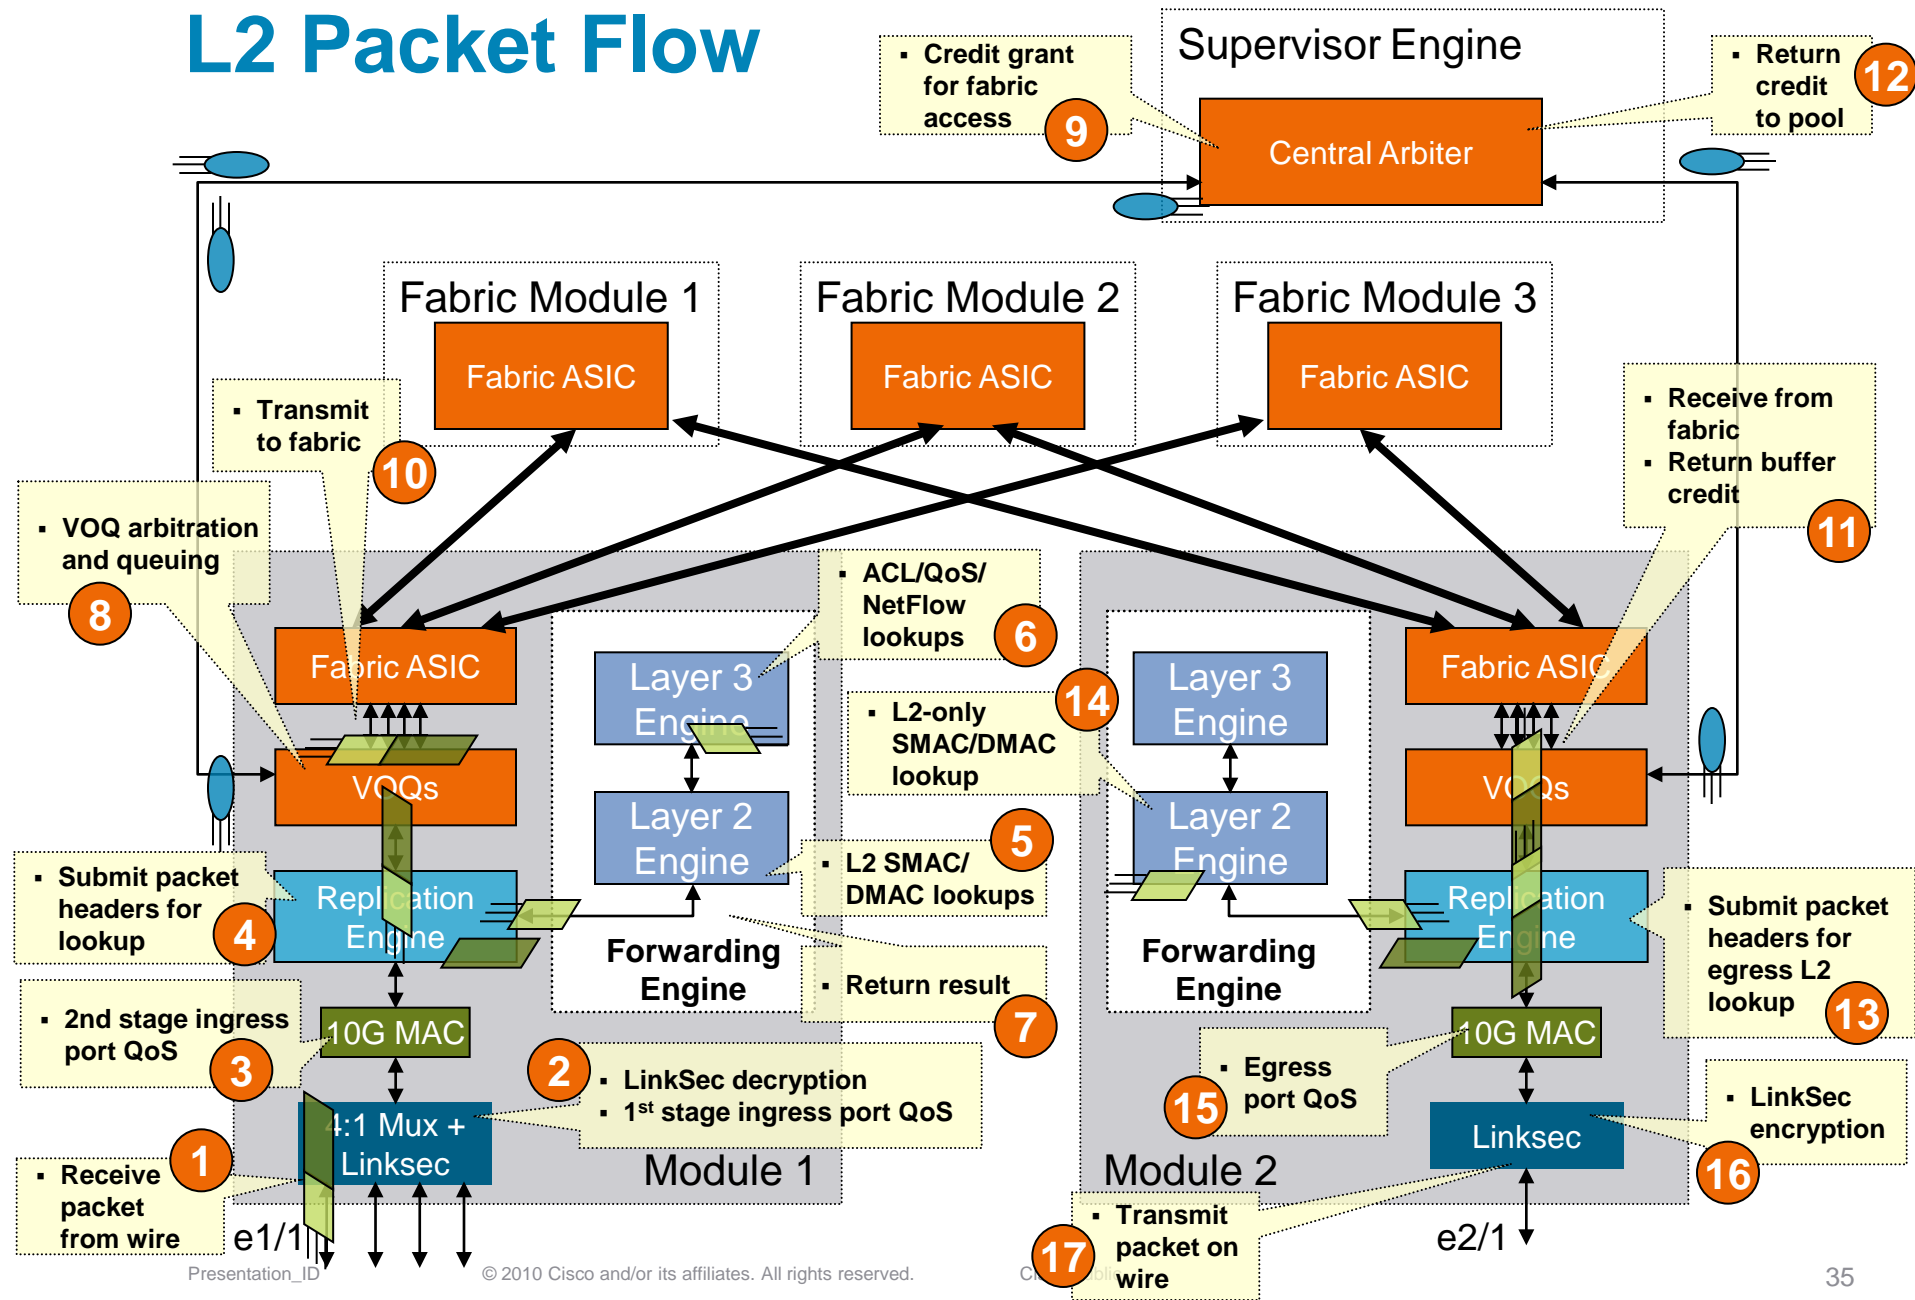 L2 Packet Flow
▪ Credit grant
for fabric
access
9
Supervisor Engine
Central Arbiter
▪ Return
credit
to pool
12
Fabric Module 1
Fabric ASIC
Fabric Module 2
Fabric ASIC
Fabric Module 3
Fabric ASIC
▪ Transmit
to fabric
10
▪ Receive from
fabric
▪ Return buffer
credit
11
▪ VOQ arbitration
and queuing
8
▪ ACL/QoS/
NetFlow
lookups
6
Fabric ASIC
VOQs
Layer 3
Engine
Layer 2
Engine
▪ L2-only
SMAC/DMAC
lookup
14
Layer 3
Engine
Layer 2
Engine
Fabric ASIC
VOQs
▪ L2 SMAC/
DMAC lookups
5
▪ Submit packet
headers for
lookup
4
Replication
Engine
Forwarding
Engine
▪ Return result
7
Forwarding
Engine
Replication
Engine
▪ Submit packet
headers for
egress L2
lookup
13
▪ 2nd stage ingress
port QoS
3
10G MAC
2
▪ LinkSec decryption
▪ 1st stage ingress port QoS
▪ Egress
port QoS
15
10G MAC
▪ LinkSec
encryption
16
4:1 Mux +
Linksec
Linksec
1
▪ Receive
packet
from wire
Module 1
Module 2
▪ Transmit
packet on
wire
17
e1/1
e2/1
Presentation_ID
© 2010 Cisco and/or its affiliates. All rights reserved.
35